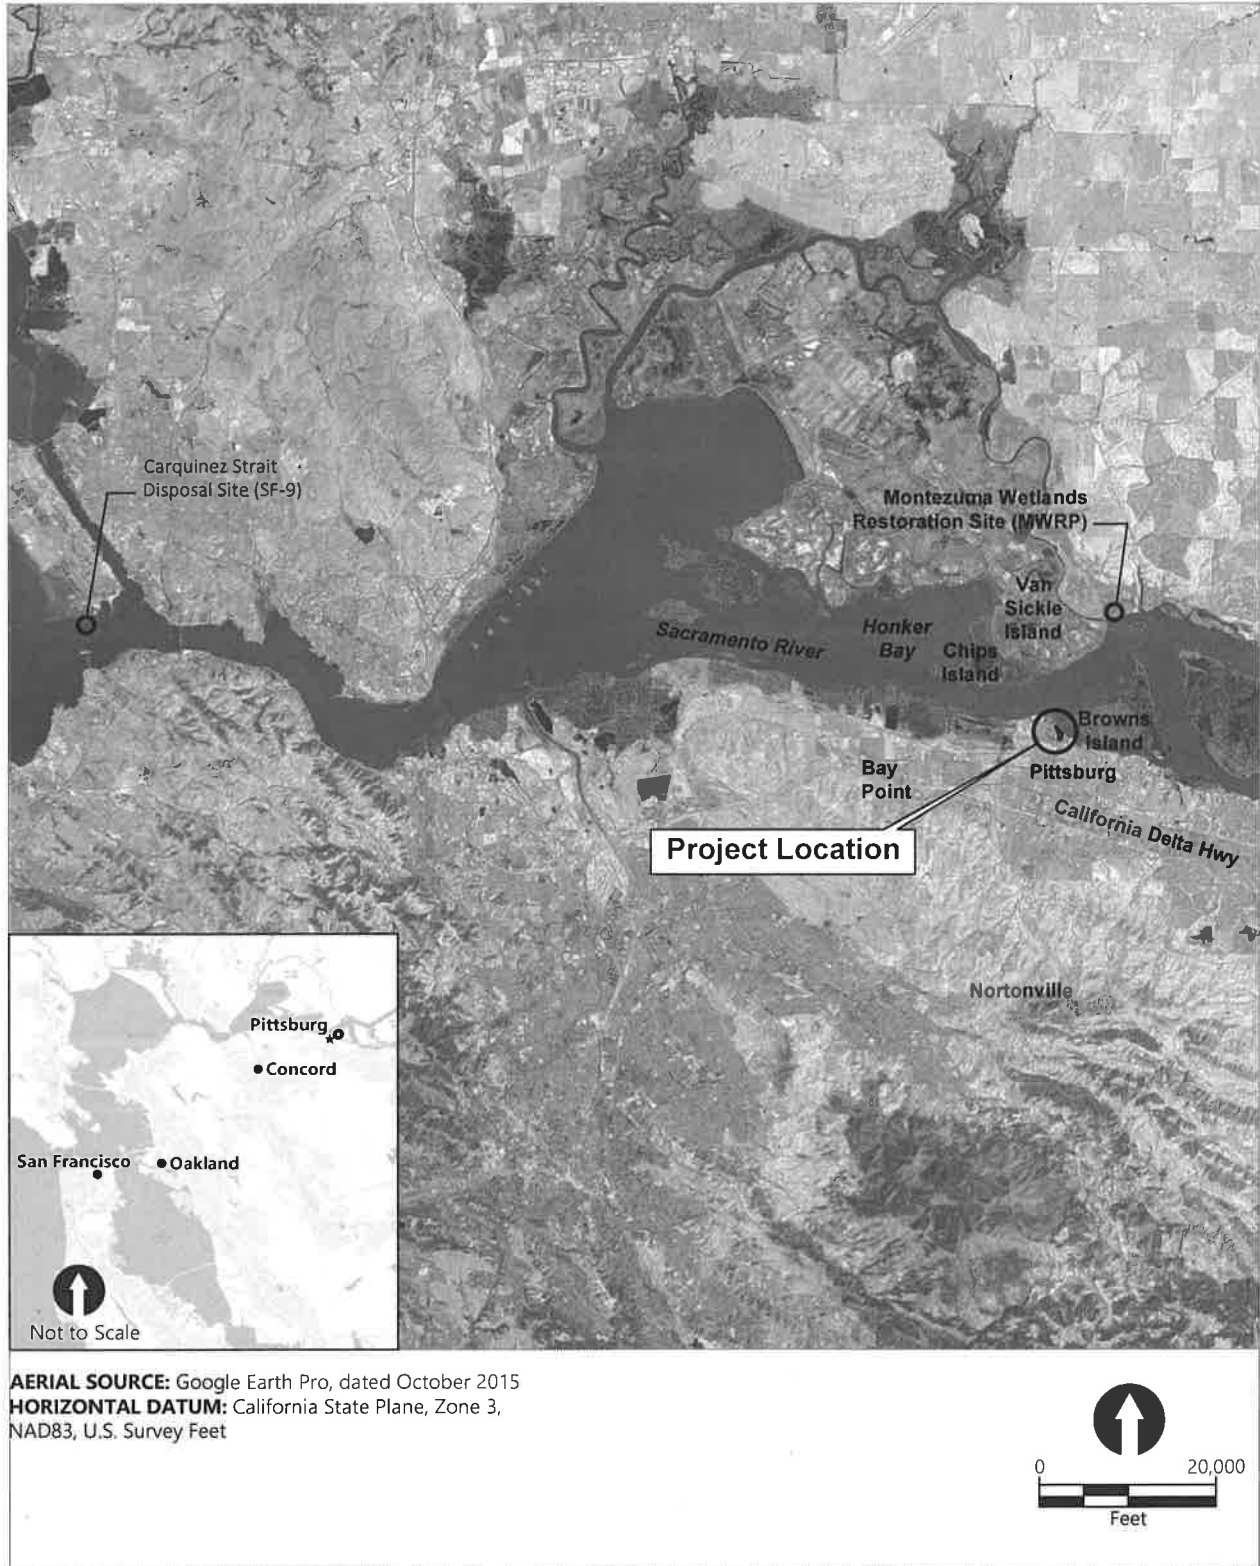 Carquinez Strait
Disposal Site (SF-9)
Montezuma Wetlands
Restoration Site (MWRP)
Van
Sickle
Island
Sacramento River
Honker
Bay
Chips
Island
Browns
Island
Bay
Point
Pittsburg
California Delta Hwy
Project Location
Nortonville
Pittsburg
Concord
San Francisco
Oakland
Not to Scale
AERIAL SOURCE: Google Earth Pro, dated October 2015
HORIZONTAL DATUM: California State Plane, Zone 3,
NAD83, U.S. Survey Feet
0
20,000
Feet